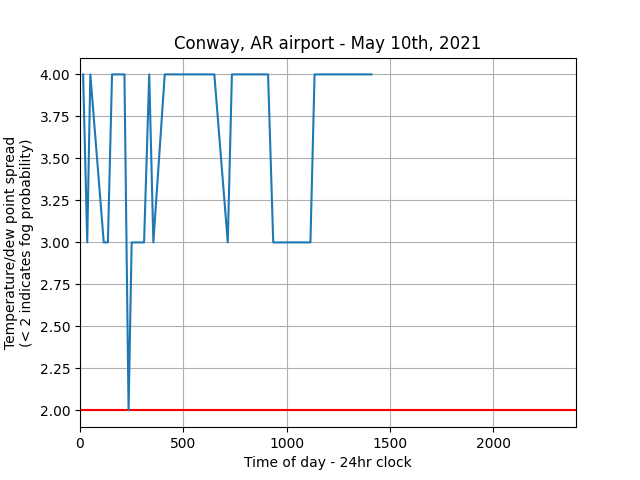 Conway, AR airport - May 10th, 2021
Temperature/dew point spread
(< 2 indicates fog probability)
4.00
3.75
3.50
3.25
3.00
2.75
2.50
2.25
2.00
0 500 1000 1500 2000
Time of day - 24hr clock